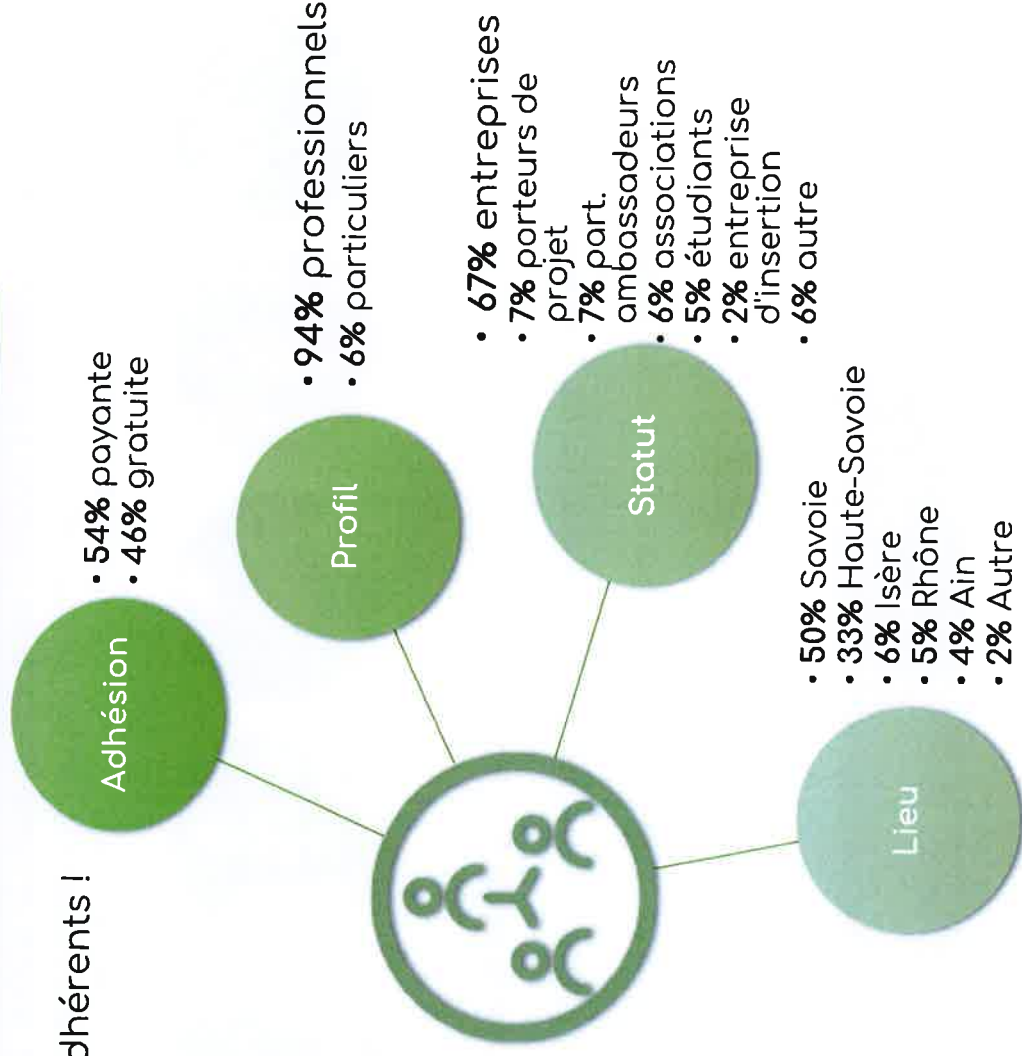 dhérents !
Adhésion
• 54% payante
• 46% gratuite
Profil
• 94% professionnels
• 6% particuliers
Statut
• 67% entreprises
• 7% porteurs de
projet
• 7% part.
ambassadeurs
• 6% associations
• 5% étudiants
• 2% entreprise
d'insertion
• 6% autre
Lieu
• 50% Savoie
• 33% Haute-Savoie
• 6% Isère
• 5% Rhône
• 4% Ain
• 2% Autre